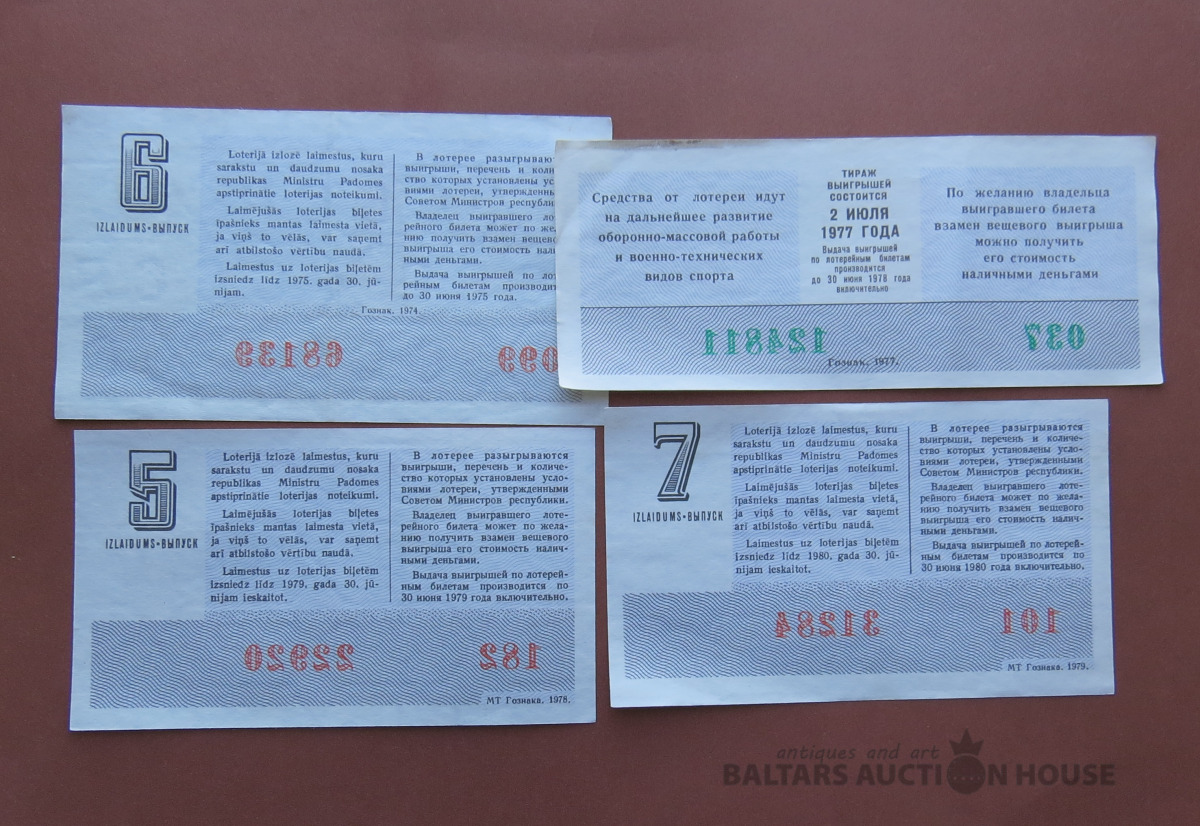 6
IZLAIDUMS•ВЫПУСК
Loterijā izlozē laimestus, kuru
sarakstu un daudzumu nosaka
republikas Ministru Padomes
apstiprinātie loterijas noteikumi.
Laimējušās loterijas biļetes
īpašnieks mantas laimesta vietā,
ja viņš to vēlās, var saņemt
arī atbilstošo vērtību naudā.
Laimestus uz loterijas biļetēm
izsniedz līdz 1975. gada 30. jū-
nijam.
В лотерее разыгрывают
выигрыши, перечень и коли
ство которых установлены ус
виями лотереи, утвержденн
Советом Министров республи
Владелец выигравшего ло
рейного билета может по же
нию получить взамен вещево
выигрыша его стоимость нал
ными деньгами.
Выдача выигрышей по лот
рейным билетам производит
до 30 июня 1975 года.
Гознак. 1974.
68139
099
Средства от лотереи идут
на дальнейшее развитие
оборонно-массовой работы
и военно-технических
видов спорта
ТИРАЖ
ВЫИГРЫШЕЙ
СОСТОИТСЯ
2 ИЮЛЯ
1977 ГОДА
Выдача выигрышей
по лотерейным билетам
производится
до 30 июня 1978 года
включительно
По желанию владельца
выигравшего билета
взамен вещевого выигрыша
можно получить
его стоимость
наличными деньгами
124811
037
Гознак. 1977.
5
IZLAIDUMS•ВЫПУСК
Loterijā izlozē laimestus, kuru
sarakstu un daudzumu nosaka
republikas Ministru Padomes
apstiprinātie loterijas noteikumi.
Laimējušās loterijas biļetes
īpašnieks mantas laimesta vietā,
ja viņš to vēlās, var saņemt
arī atbilstošo vērtību naudā.
Laimestus uz loterijas biļetēm
izsniedz līdz 1979. gada 30. jū-
nijam ieskaitot.
В лотерее разыгрываются
выигрыши, перечень и количе-
ство которых установлены усло-
виями лотереи, утвержденными
Советом Министров республики.
Владелец выигравшего лоте-
рейного билета может по жела-
нию получить взамен вещевого
выигрыша его стоимость налич-
ными деньгами.
Выдача выигрышей по лотерей-
ным билетам производится по
30 июня 1979 года включительно.
22920
182
МТ Гознака. 1978.
7
IZLAIDUMS•ВЫПУСК
Loterijā izlozē laimestus, kuru
sarakstu un daudzumu nosaka
republikas Ministru Padomes
apstiprinātie loterijas noteikumi.
Laimējušās loterijas biļetes
īpašnieks mantas laimesta vietā,
ja viņš to vēlās, var saņemt
arī atbilstošo vērtību naudā.
Laimestus uz loterijas biļetēm
izsniedz līdz 1980. gada 30. jū-
nijam ieskaitot.
В лотерее разыгрываются
выигрыши, перечень и количе-
ство которых установлены усло-
виями лотереи, утвержденными
Советом Министров республики.
Владелец выигравшего лоте-
рейного билета может по жела-
нию получить взамен вещевого
выигрыша его стоимость налич-
ными деньгами.
Выдача выигрышей по лотерей-
ным билетам производится по
30 июня 1980 года включительно.
31284
101
МТ Гознака. 1979.
antiques and art
BALTARS AUCTION HOUSE